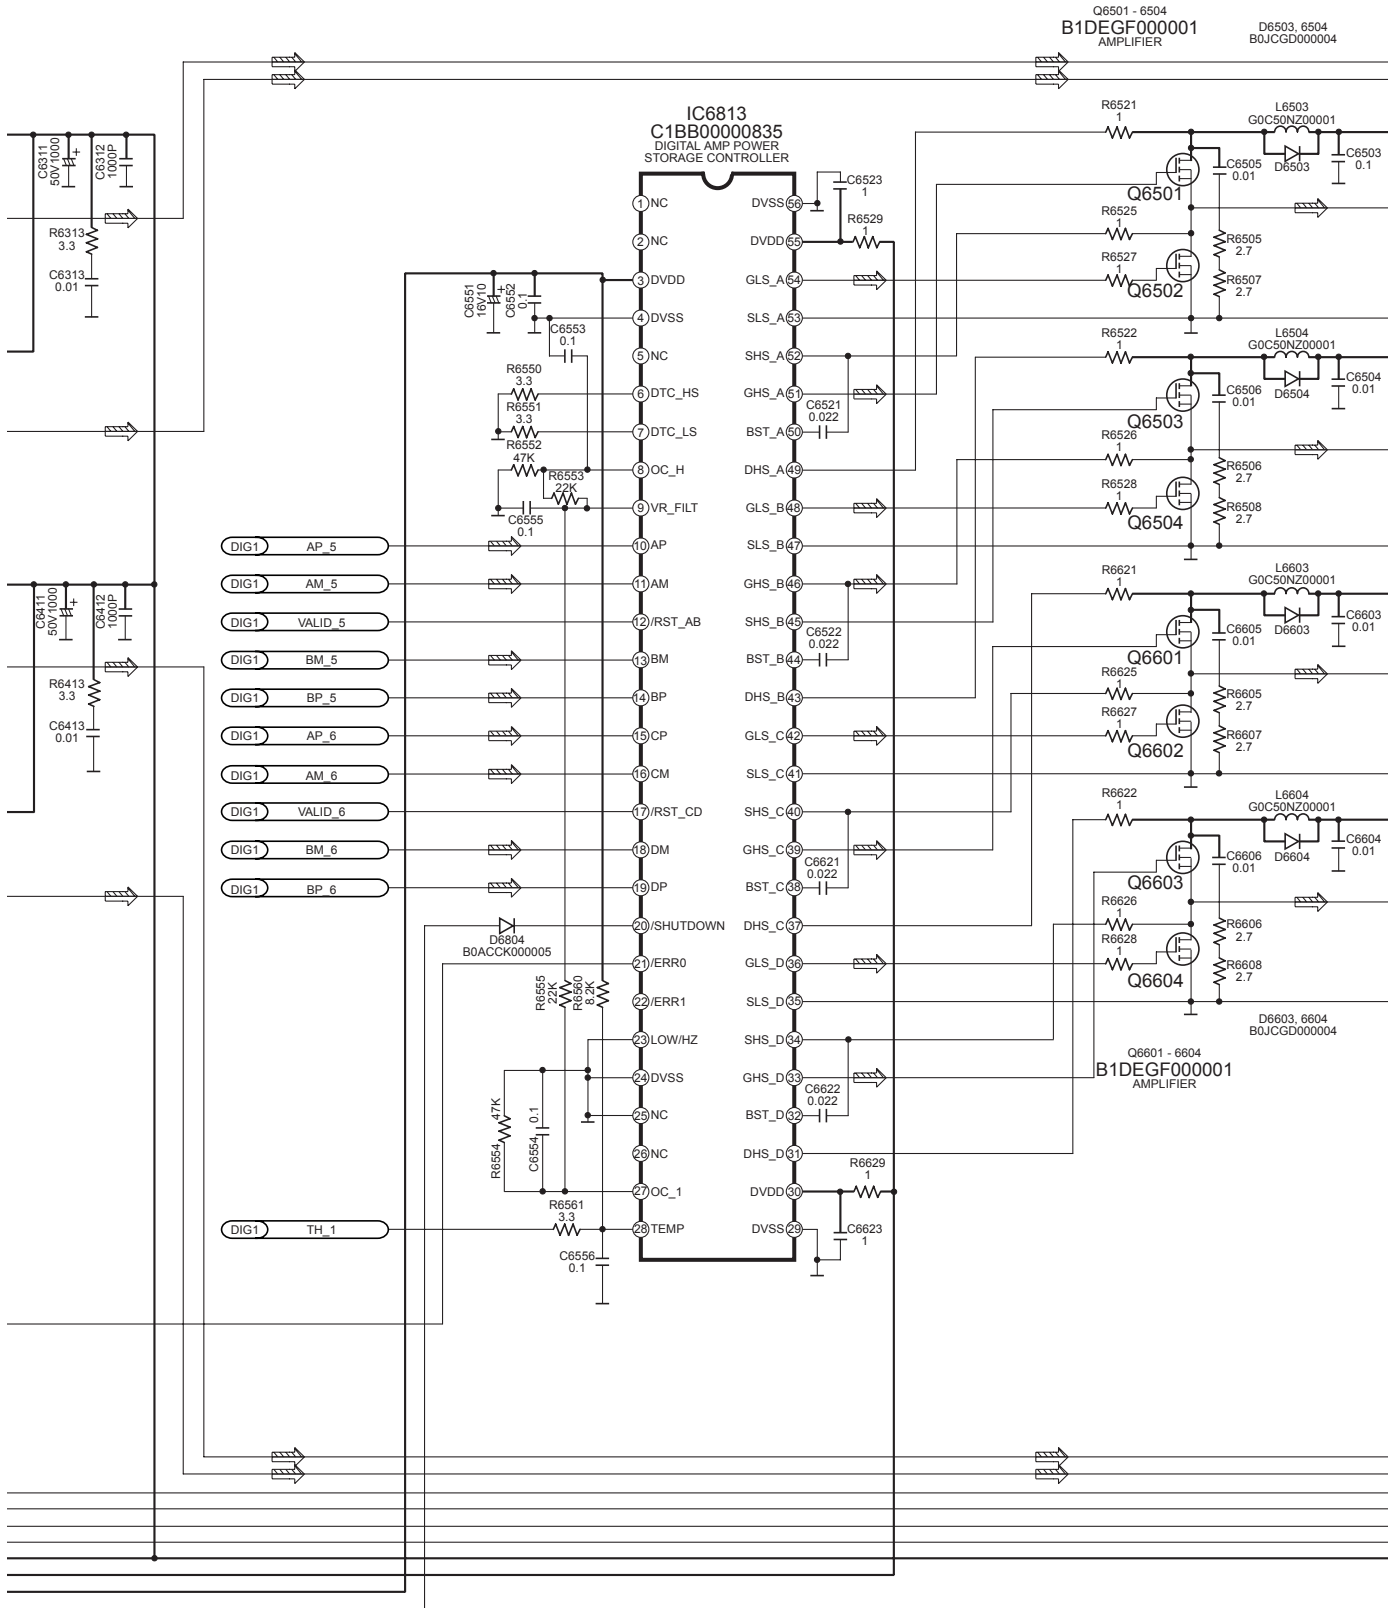 Q6501 - 6504
B1DEGF000001
AMPLIFIER
D6503, 6504
B0JCGD000004
IC6813
C1BB00000835
DIGITAL AMP POWER
STORAGE CONTROLLER
C6311
50V1000
+
C6312
1000P
R6313
3.3
C6313
0.01
C6411
50V1000
+
C6412
1000P
R6413
3.3
C6413
0.01
C6551
16V10
+
C6552
0.1
C6553
0.1
R6550
3.3
R6551
3.3
R6552
47K
R6553
22K
C6555
0.1
DIG1 AP_5
DIG1 AM_5
DIG1 VALID_5
DIG1 BM_5
DIG1 BP_5
DIG1 AP_6
DIG1 AM_6
DIG1 VALID_6
DIG1 BM_6
DIG1 BP_6
D6804
B0ACCK000005
R6555
22K
R6560
8.2K
R6554
47K
C6554
0.1
R6561
3.3
DIG1 TH_1
C6556
0.1
1 NC
2 NC
3 DVDD
4 DVSS
5 NC
6 DTC_HS
7 DTC_LS
8 OC_H
9 VR_FILT
10 AP
11 AM
12 /RST_AB
13 BM
14 BP
15 CP
16 CM
17 /RST_CD
18 DM
19 DP
20 /SHUTDOWN
21 /ERR0
22 /ERR1
23 LOW/HZ
24 DVSS
25 NC
26 NC
27 OC_1
28 TEMP
DVSS 56
DVDD 55
GLS_A 54
SLS_A 53
SHS_A 52
GHS_A 51
BST_A 50
DHS_A 49
GLS_B 48
SLS_B 47
GHS_B 46
SHS_B 45
BST_B 44
DHS_B 43
GLS_C 42
SLS_C 41
SHS_C 40
GHS_C 39
BST_C 38
DHS_C 37
GLS_D 36
SLS_D 35
SHS_D 34
GHS_D 33
BST_D 32
DHS_D 31
DVDD 30
DVSS 29
C6523
1
R6529
1
C6521
0.022
C6522
0.022
C6621
0.022
C6622
0.022
R6629
1
C6623
1
R6521
1
L6503
G0C50NZ00001
D6503
C6503
0.1
C6505
0.01
Q6501
R6525
1
R6527
1
R6505
2.7
R6507
2.7
Q6502
R6522
1
L6504
G0C50NZ00001
D6504
C6504
0.01
C6506
0.01
Q6503
R6526
1
R6528
1
R6506
2.7
R6508
2.7
Q6504
R6621
1
L6603
G0C50NZ00001
D6603
C6603
0.01
C6605
0.01
Q6601
R6625
1
R6627
1
R6605
2.7
R6607
2.7
Q6602
R6622
1
L6604
G0C50NZ00001
D6604
C6604
0.01
C6606
0.01
Q6603
R6626
1
R6628
1
R6606
2.7
R6608
2.7
Q6604
D6603, 6604
B0JCGD000004
Q6601 - 6604
B1DEGF000001
AMPLIFIER